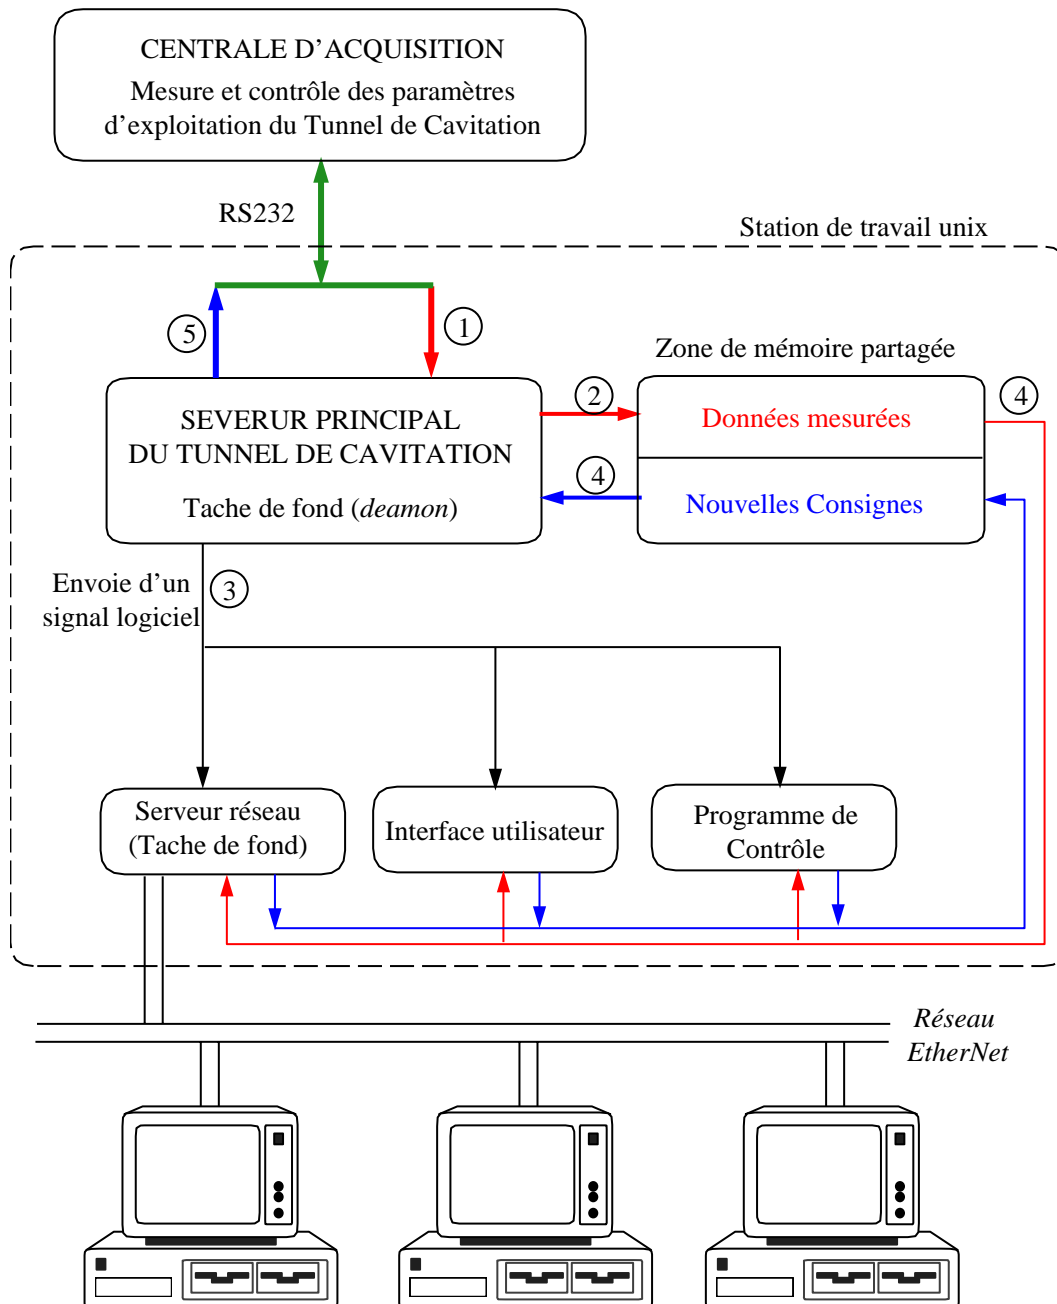 CENTRALE D'ACQUISITION
Mesure et contrôle des paramètres
d'exploitation du Tunnel de Cavitation
RS232
Station de travail unix
5
1
Zone de mémoire partagée
2
4
SEVERUR PRINCIPAL
DU TUNNEL DE CAVITATION
Tache de fond (deamon)
Données mesurées
4
Nouvelles Consignes
Envoie d'un
signal logiciel
3
Serveur réseau
(Tache de fond)
Interface utilisateur
Programme de
Contrôle
Réseau
EtherNet